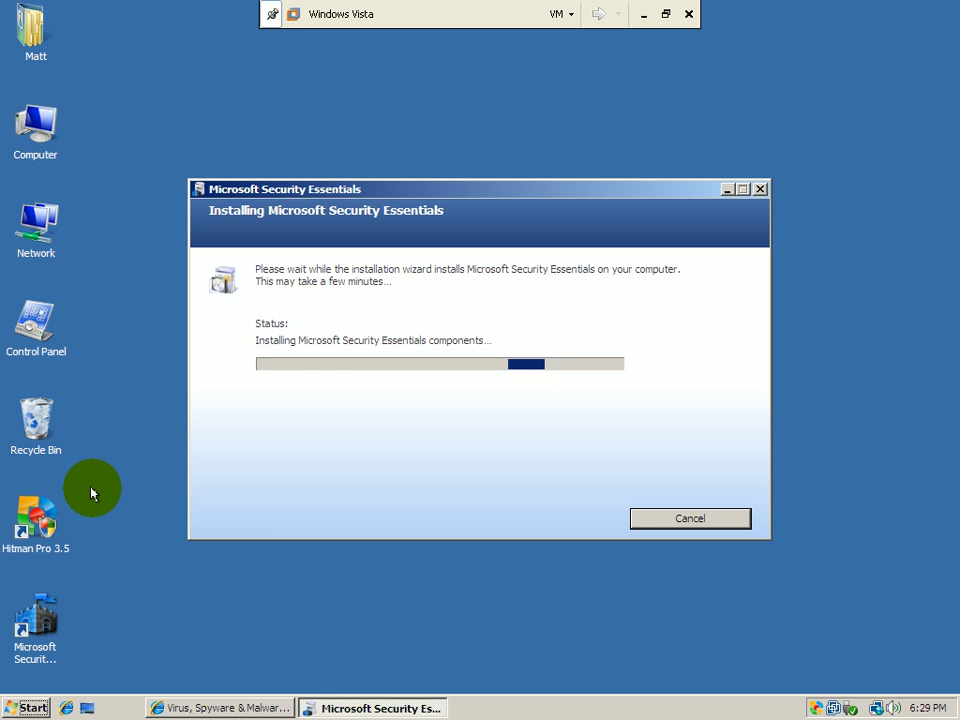 Windows Vista
VM
Matt
Computer
Network
Control Panel
Recycle Bin
Hitman Pro 3.5
Microsoft
Securit...
Microsoft Security Essentials
Installing Microsoft Security Essentials
Please wait while the installation wizard installs Microsoft Security Essentials on your computer.
This may take a few minutes...
Status:
Installing Microsoft Security Essentials components...
Cancel
Start
Virus, Spyware & Malwar...
Microsoft Security Es...
6:29 PM